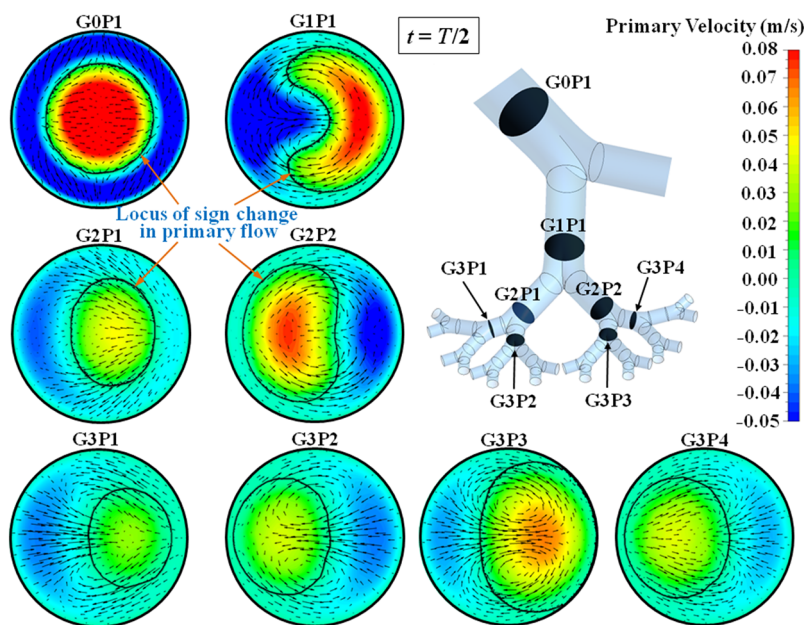 G0P1
G1P1
t = T/2
Primary Velocity (m/s)
0.08
0.07
0.06
0.05
0.04
0.03
0.02
0.01
0.00
-0.01
-0.02
-0.03
-0.04
-0.05
G0P1
G1P1
G3P1
G2P1
G2P2
G3P4
G3P2
G3P3
Locus of sign change
in primary flow
G2P1
G2P2
G3P1
G3P2
G3P3
G3P4